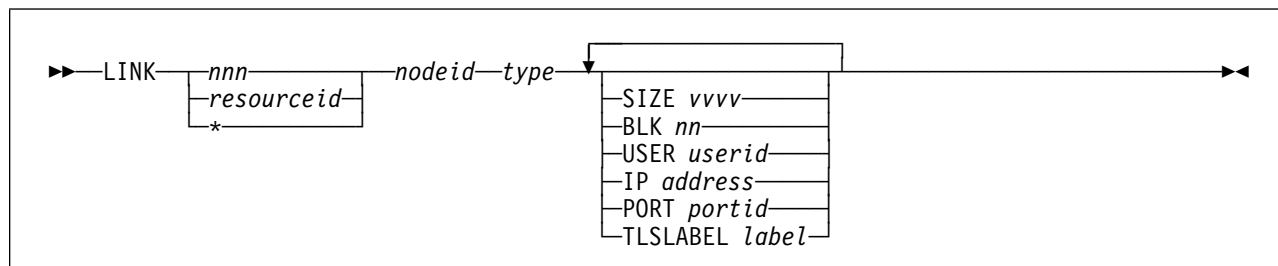 ►►──LINK──nnn──nodeid──type──►◄
resourceid
*
SIZE vvvv
BLK nn
USER userid
IP address
PORT portid
TLSLABEL label